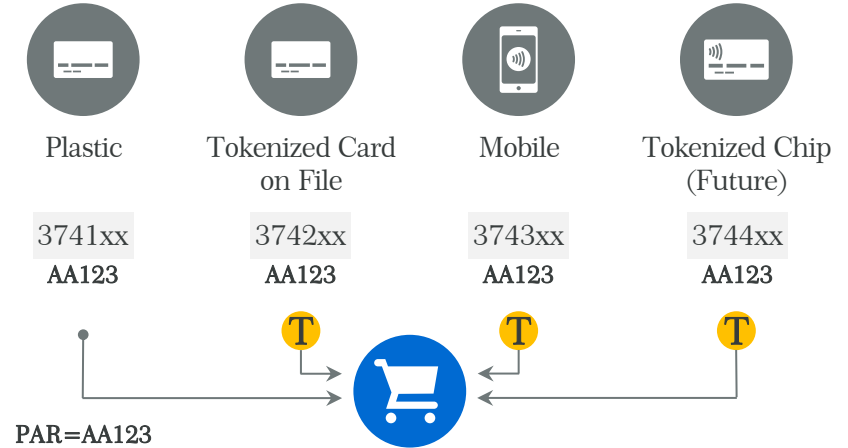 Plastic
Tokenized Card
on File
Mobile
Tokenized Chip
(Future)
3741xx
3742xx
3743xx
3744xx
AA123
AA123
AA123
AA123
T
T
T
PAR=AA123